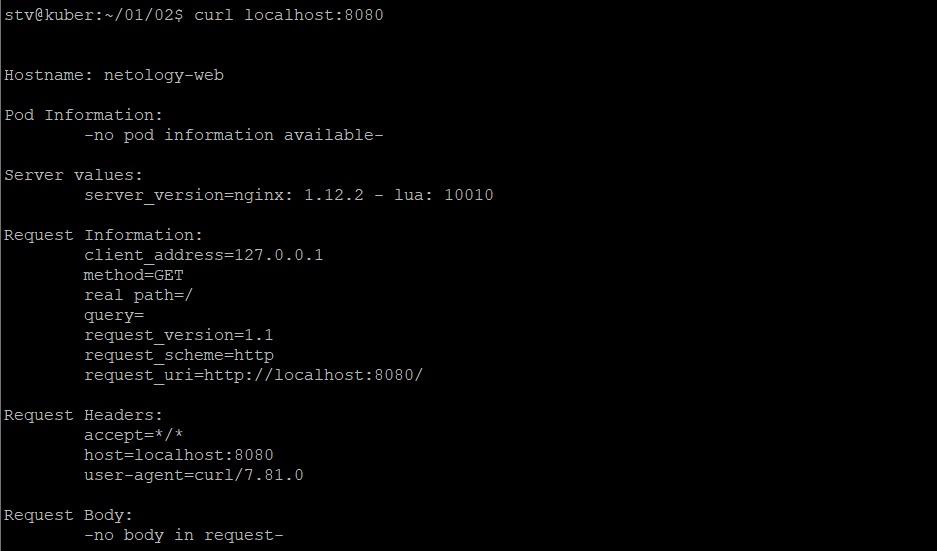 stv@kuber:~/01/02$ curl localhost:8080
Hostname: netology-web
Pod Information:
-no pod information available-
Server values:
server_version=nginx: 1.12.2 - lua: 10010
Request Information:
client_address=127.0.0.1
method=GET
real path=/
query=
request_version=1.1
request_scheme=http
request_uri=http://localhost:8080/
Request Headers:
accept=*/*
host=localhost:8080
user-agent=curl/7.81.0
Request Body:
-no body in request-